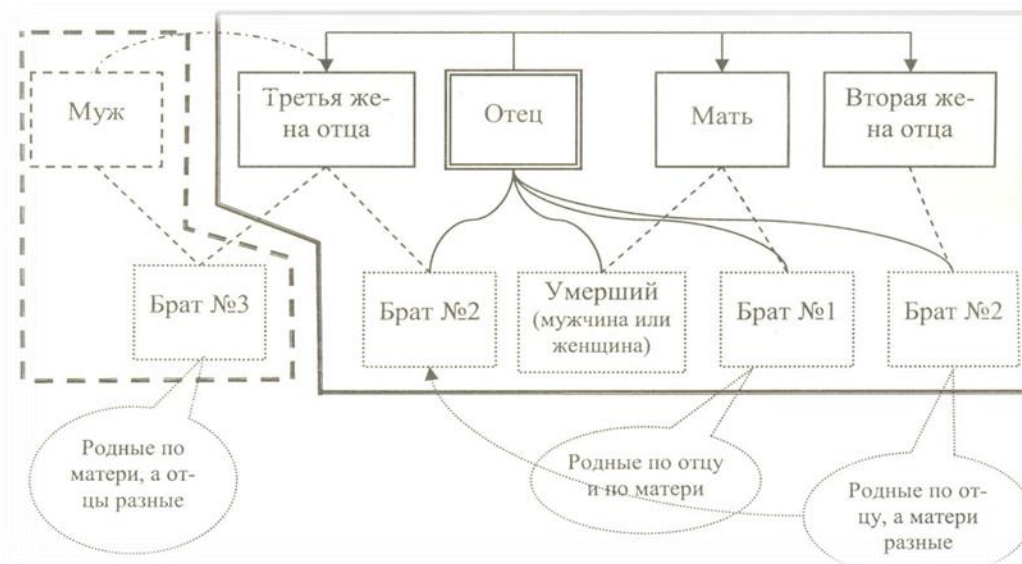 Муж
Третья же-
на отца
Отец
Мать
Вторая же-
на отца
Брат №3
Брат №2
Умерший
(мужчина или
женщина)
Брат №1
Брат №2
Родные по
матери, а от-
цы разные
Родные по отцу
и по матери
Родные по от-
цу, а матери
разные